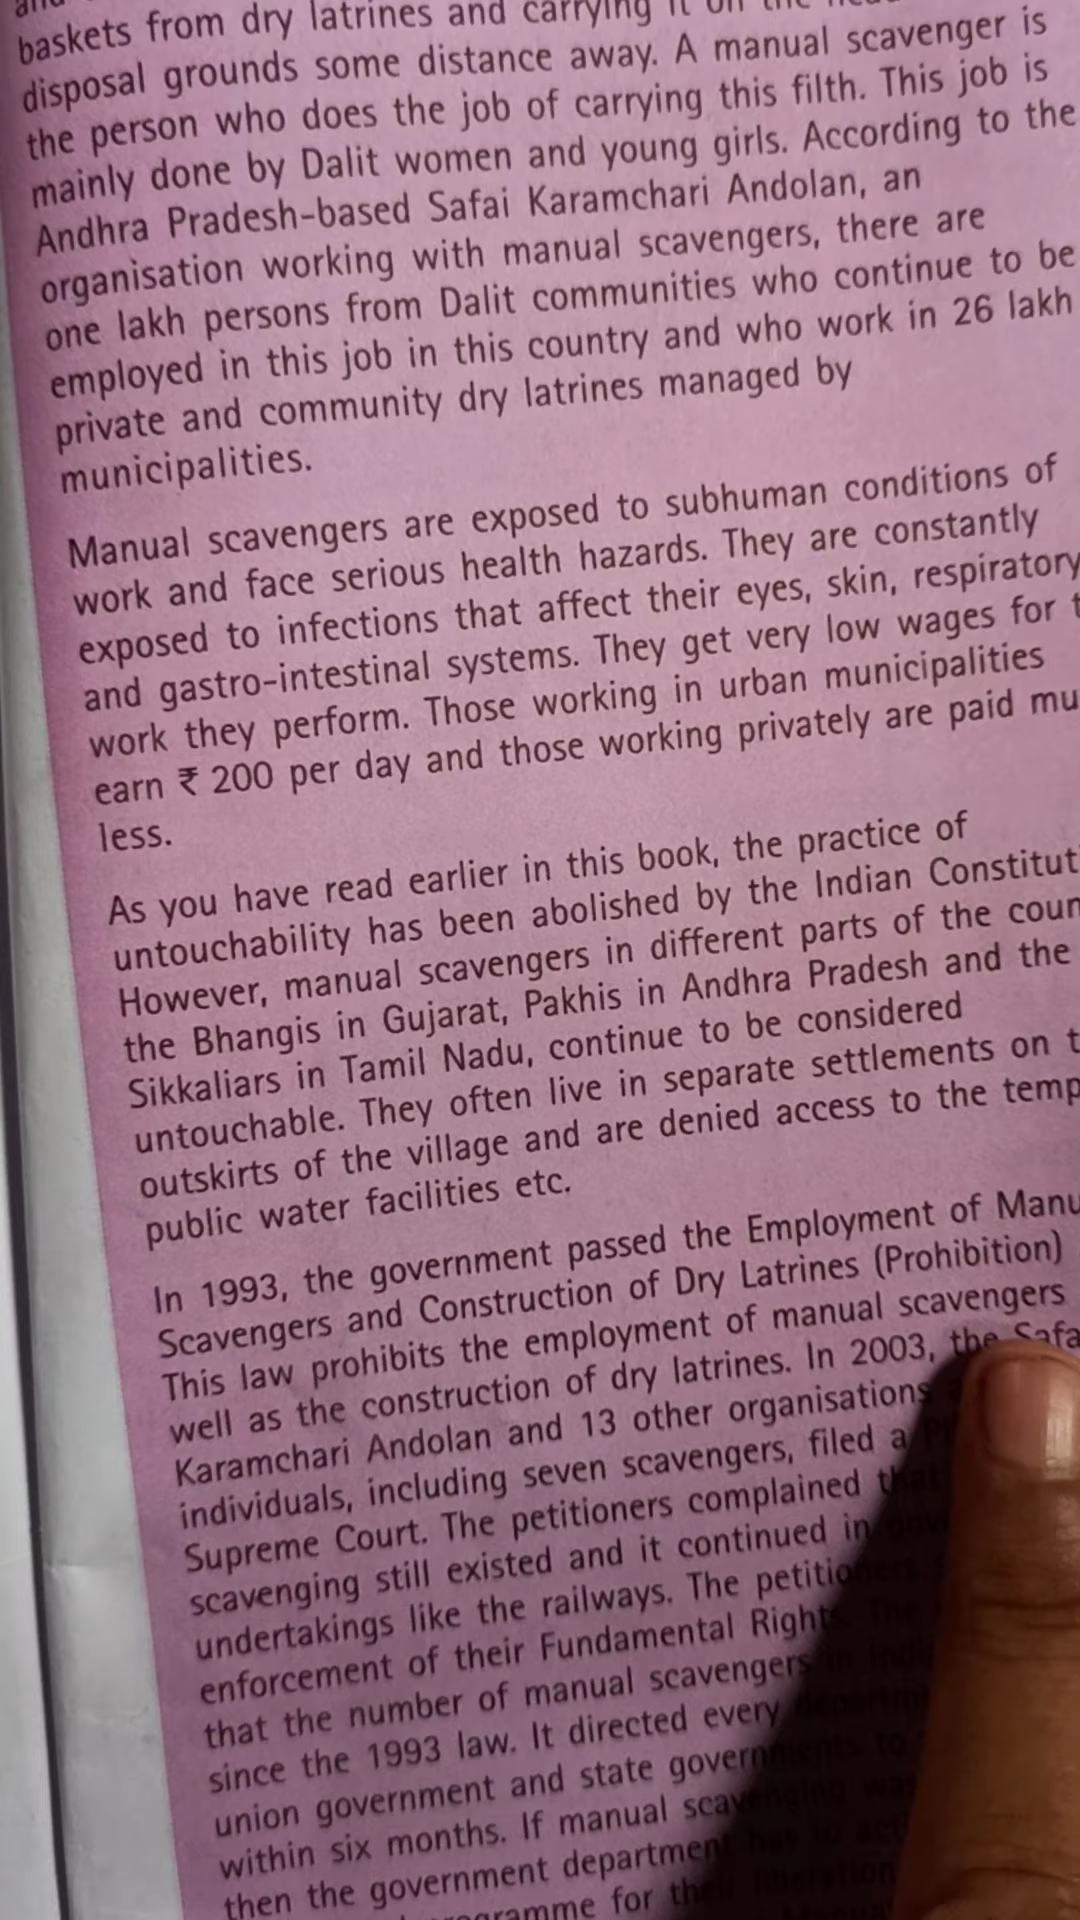 baskets from dry latrines and carrying it on the
disposal grounds some distance away. A manual scavenger is
the person who does the job of carrying this filth. This job is
mainly done by Dalit women and young girls. According to the
Andhra Pradesh-based Safai Karamchari Andolan, an
organisation working with manual scavengers, there are
one lakh persons from Dalit communities who continue to be
employed in this job in this country and who work in 26 lakh
private and community dry latrines managed by
municipalities.
Manual scavengers are exposed to subhuman conditions of
work and face serious health hazards. They are constantly
exposed to infections that affect their eyes, skin, respiratory
and gastro-intestinal systems. They get very low wages for
work they perform. Those working in urban municipalities
earn ₹ 200 per day and those working privately are paid
less.
As you have read earlier in this book, the practice of
untouchability has been abolished by the Indian
However, manual scavengers in different parts of the
the Bhangis in Gujarat, Pakhis in Andhra Pradesh and the
Sikkaliars in Tamil Nadu, continue to be considered
untouchable. They often live in separate settlements on
outskirts of the village and are denied access to the
public water facilities etc.
In 1993, the government passed the Employment of
Scavengers and Construction of Dry Latrines (Prohibition)
This law prohibits the employment of manual scavengers
well as the construction of dry latrines. In 2003, the
Karamchari Andolan and 13 other organisations
individuals, including seven scavengers, filed a
Supreme Court. The petitioners complained
scavenging still existed and it continued in
undertakings like the railways. The
enforcement of their Fundamental
that the number of manual scavengers
since the 1993 law. It directed every
union government and state
within six months. If manual
then the government
for